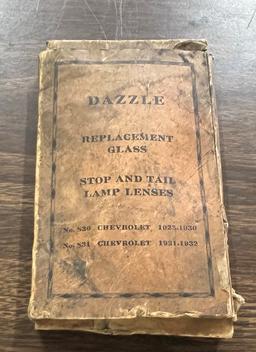 DAZZLE
REPLACEMENT
GLASS
STOP AND TAIL
LAMP LENSES
No. 830 CHEVROLET 1925-1930
No. 831 CHEVROLET 1931-1932